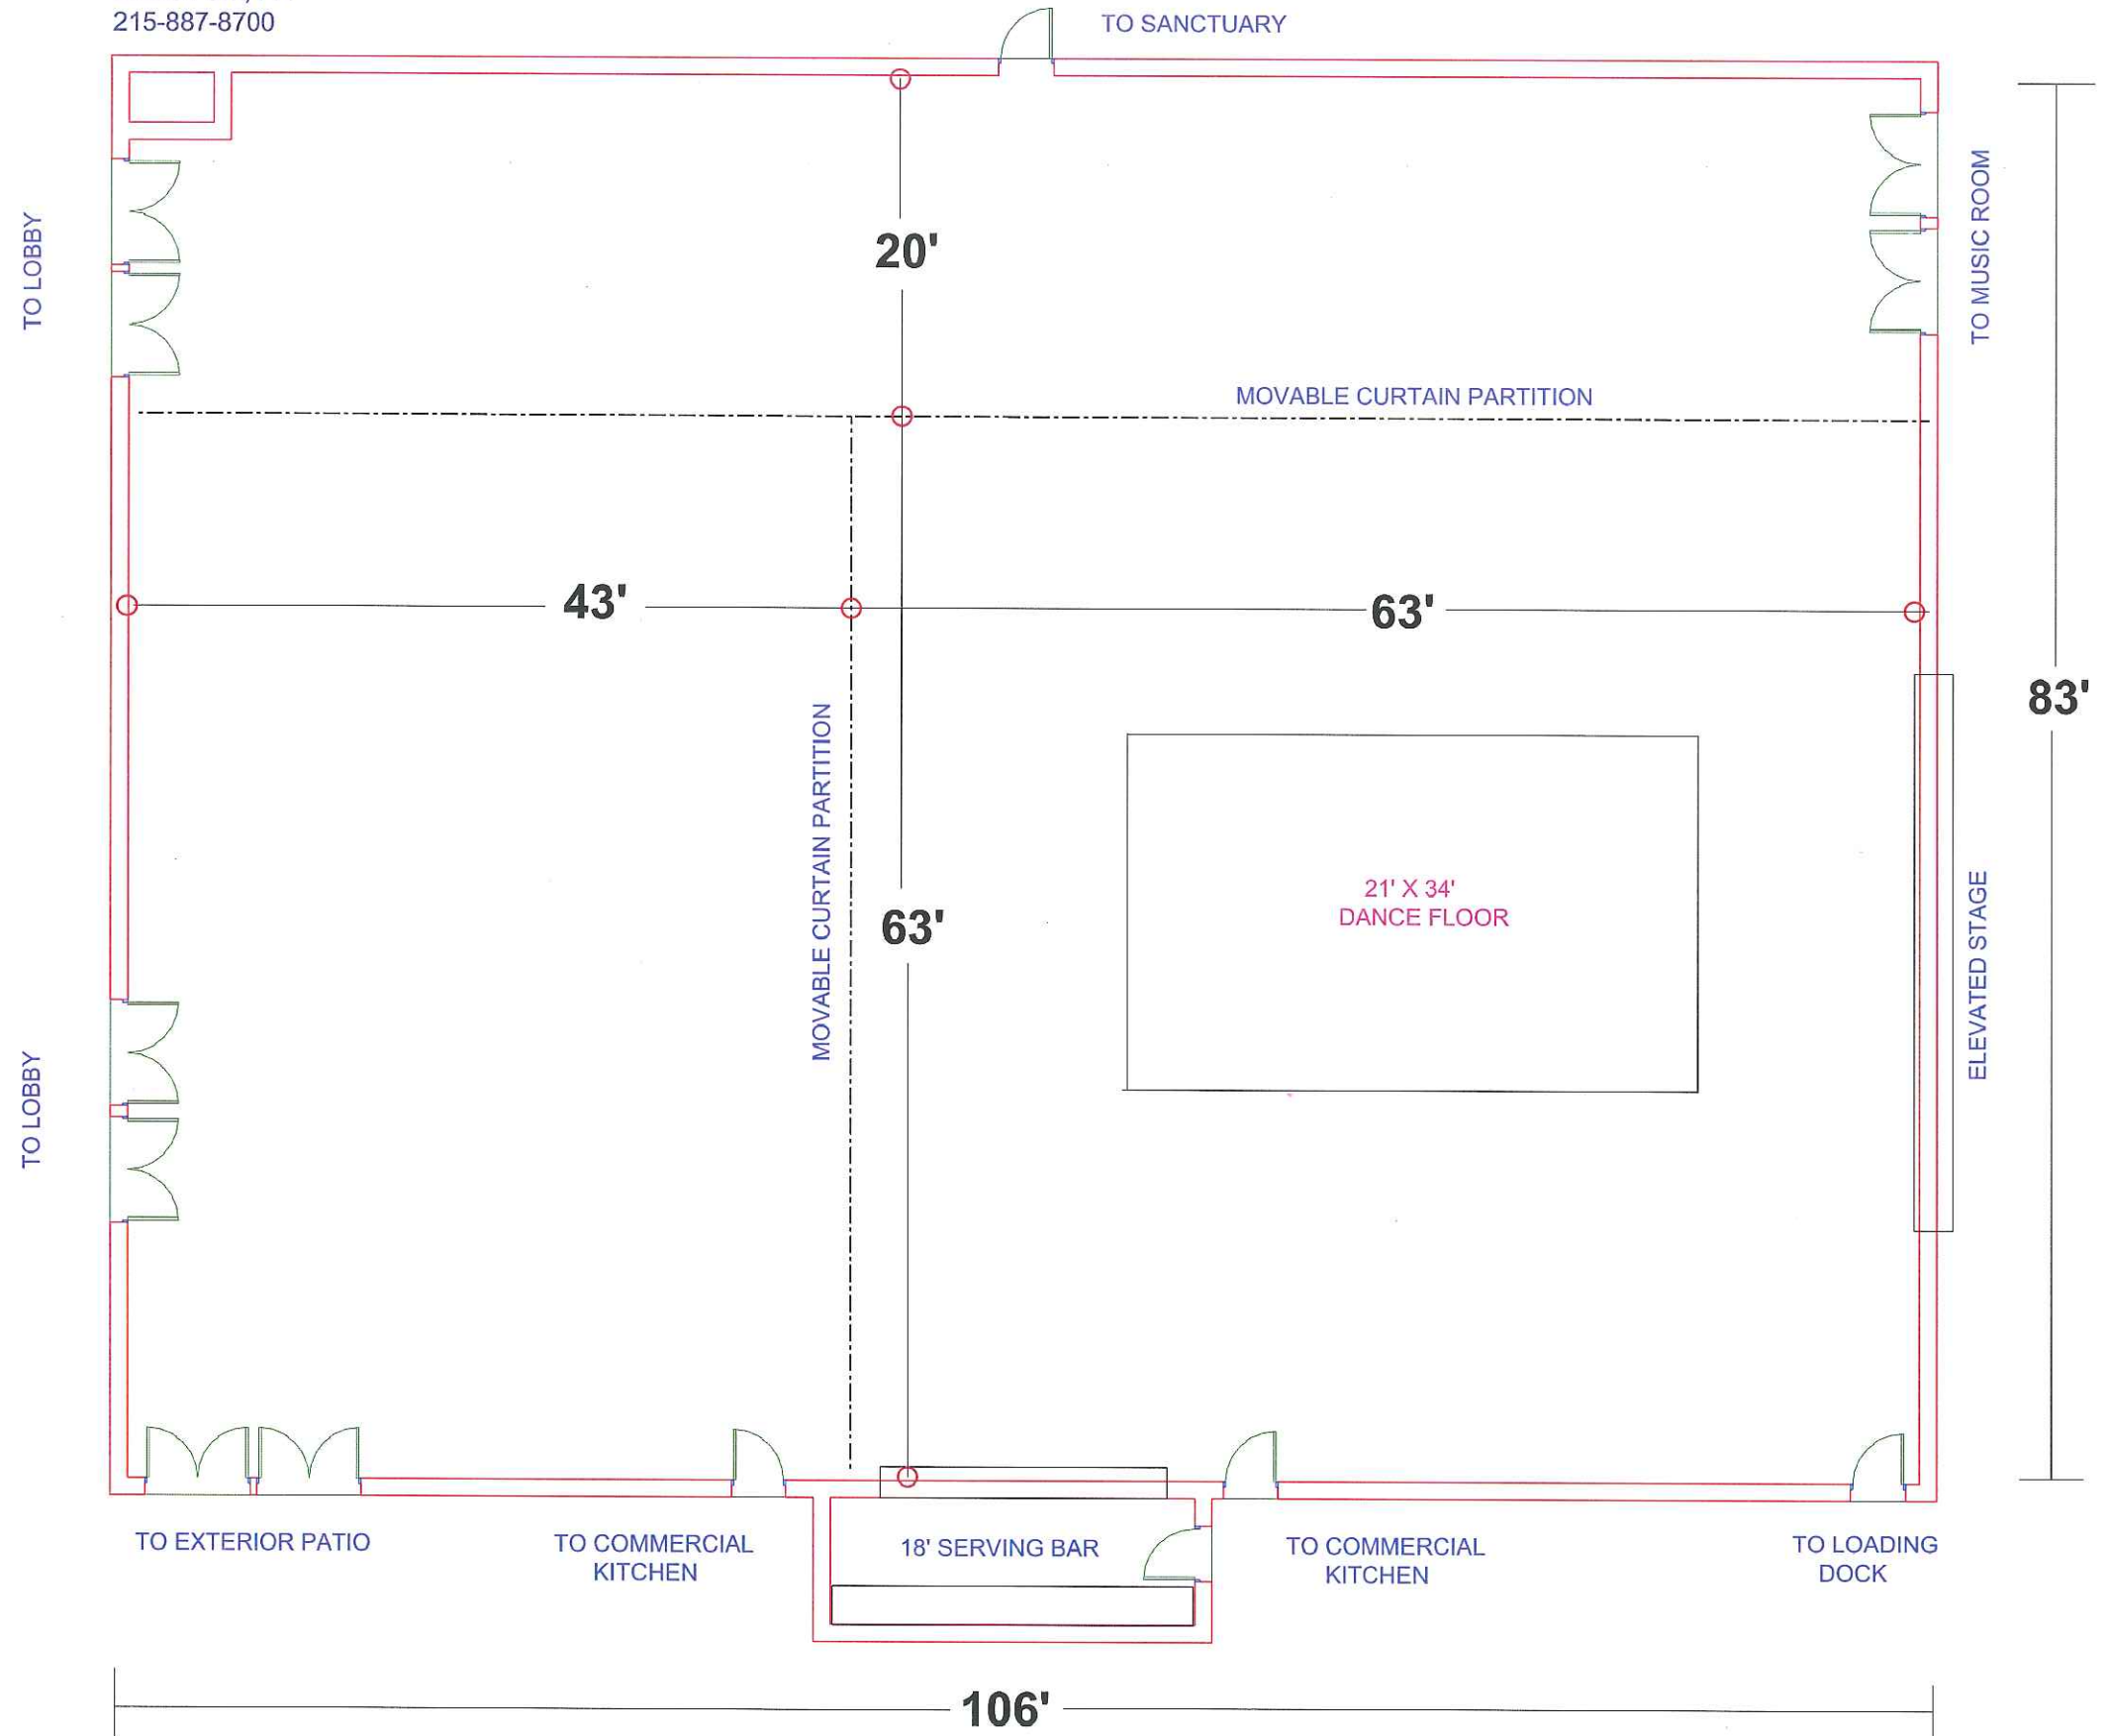 215-887-8700
TO SANCTUARY
TO LOBBY
20'
TO MUSIC ROOM
MOVABLE CURTAIN PARTITION
43'
63'
83'
MOVABLE CURTAIN PARTITION
21' X 34'
DANCE FLOOR
63'
ELEVATED STAGE
TO LOBBY
TO EXTERIOR PATIO
TO COMMERCIAL
KITCHEN
18' SERVING BAR
TO COMMERCIAL
KITCHEN
TO LOADING
DOCK
106'